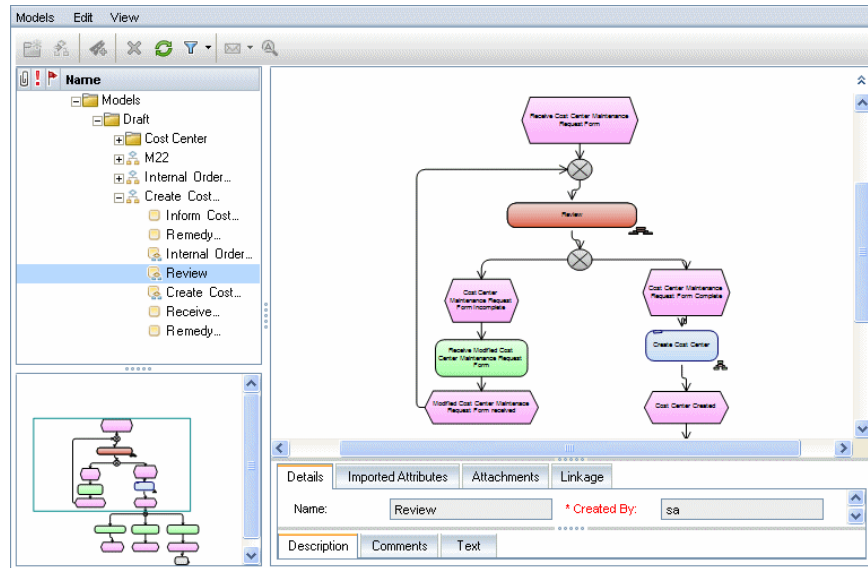 Models Edit View
Name
Models
Draft
Cost Center
M22
Internal Order...
Create Cost...
Inform Cost...
Remedy...
Internal Order...
Review
Create Cost...
Receive...
Remedy...
Receive Cost Center Maintenance
Request Form
Review
Cost Center
Maintenance Request
Form Incomplete
Cost Center Maintenance
Request Form Complete
Receive Modified Cost
Center Maintenance Request
Form
Create Cost Center
Modified Cost Center Maintenace
Request Form received
Cost Center Created
Details Imported Attributes Attachments Linkage
Name: Review * Created By: sa
Description Comments Text